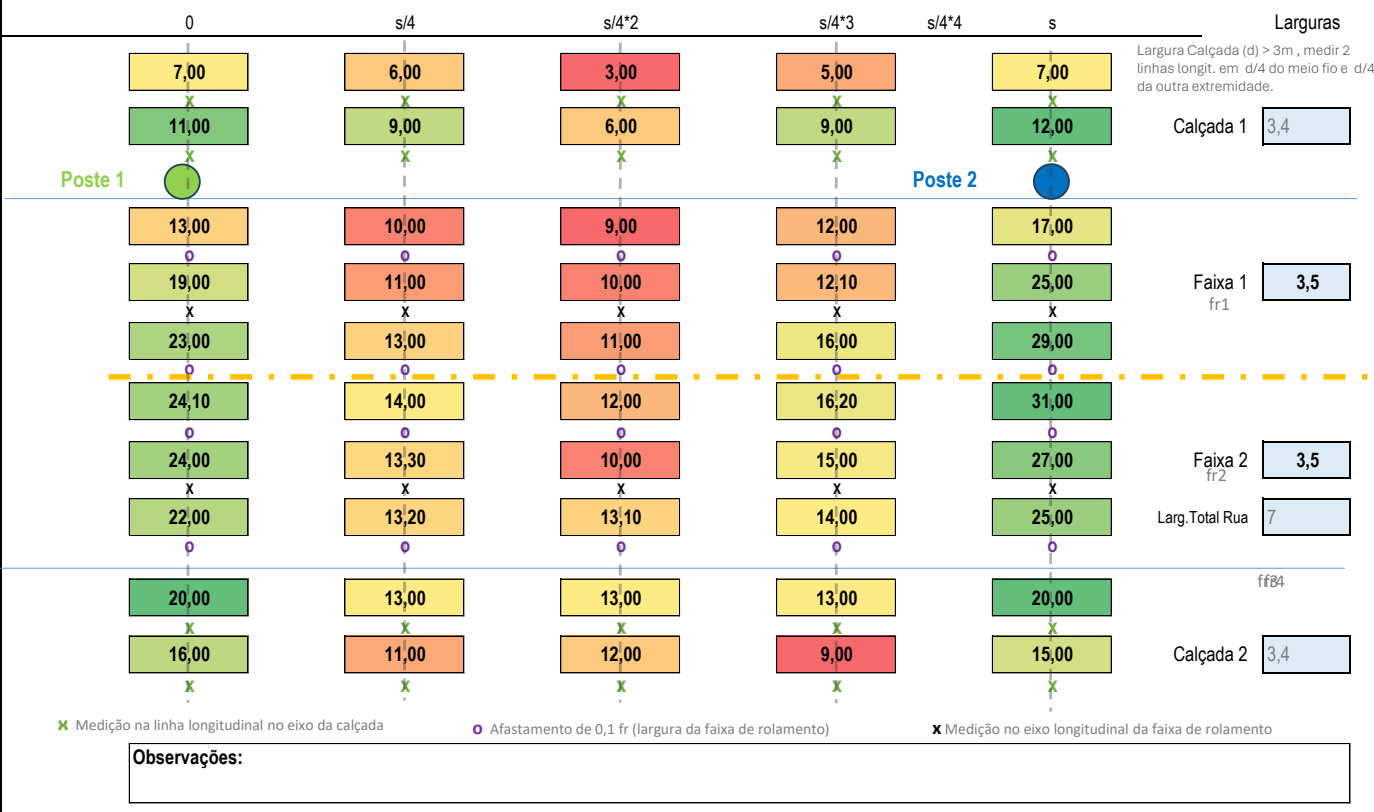 0 s/4 s/4*2 s/4*3 s/4*4 s Larguras
Largura Calçada (d) > 3m , medir 2
linhas longit. em d/4 do meio fio e d/4
da outra extremidade.
7,00 6,00 3,00 5,00 7,00
x x x x x
11,00 9,00 6,00 9,00 12,00 Calçada 1 3,4
x x x x x
Poste 1 Poste 2
13,00 10,00 9,00 12,00 17,00
o o o o o
19,00 11,00 10,00 12,10 25,00 Faixa 1 3,5
fr1
x x x x x
23,00 13,00 11,00 16,00 29,00
o o o o o
24,10 14,00 12,00 16,20 31,00
o o o o o
24,00 13,30 10,00 15,00 27,00 Faixa 2 3,5
fr2
x x x x x
22,00 13,20 13,10 14,00 25,00 Larg.Total Rua 7
o o o o o
20,00 13,00 13,00 13,00 20,00
x x x x x
16,00 11,00 12,00 9,00 15,00 Calçada 2 3,4
x x x x x
x Medição na linha longitudinal no eixo da calçada o Afastamento de 0,1 fr (largura da faixa de rolamento) x Medição no eixo longitudinal da faixa de rolamento
Observações: